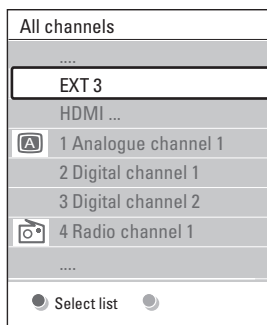 All channels
....
EXT 3
HDMI ...
A 1 Analogue channel 1
2 Digital channel 1
3 Digital channel 2
4 Radio channel 1
....
Select list